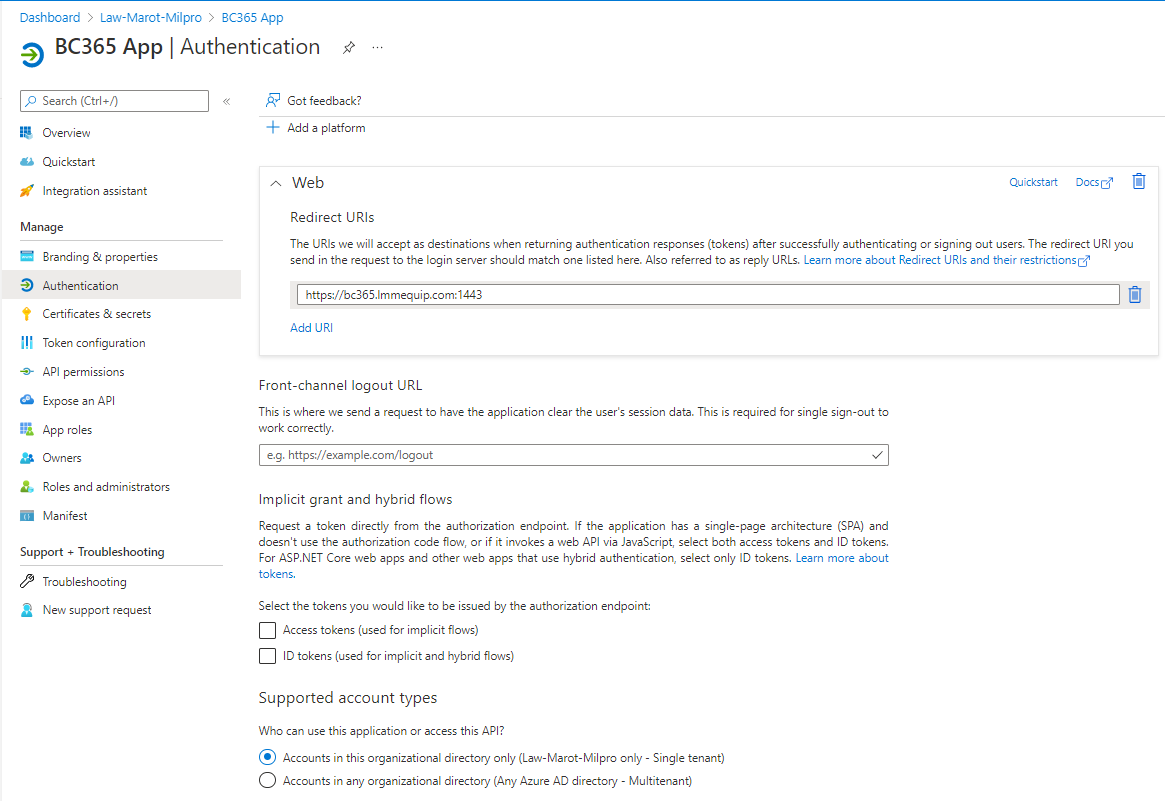 Dashboard > Law-Marot-Milpro > BC365 App
BC365 App | Authentication
Search (Ctrl+/)
Overview
Quickstart
Integration assistant
Manage
Branding & properties
Authentication
Certificates & secrets
Token configuration
API permissions
Expose an API
App roles
Owners
Roles and administrators
Manifest
Support + Troubleshooting
Troubleshooting
New support request
Got feedback?
Add a platform
Web
Quickstart
Docs
Redirect URIs
The URIs we will accept as destinations when returning authentication responses (tokens) after successfully authenticating or signing out users. The redirect URI you
send in the request to the login server should match one listed here. Also referred to as reply URLs. Learn more about Redirect URIs and their restrictions
https://bc365.lmmequip.com:1443
Add URI
Front-channel logout URL
This is where we send a request to have the application clear the user's session data. This is required for single sign-out to
work correctly.
e.g. https://example.com/logout
Implicit grant and hybrid flows
Request a token directly from the authorization endpoint. If the application has a single-page architecture (SPA) and
doesn't use the authorization code flow, or if it invokes a web API via JavaScript, select both access tokens and ID tokens.
For ASP.NET Core web apps and other web apps that use hybrid authentication, select only ID tokens. Learn more about
tokens.
Select the tokens you would like to be issued by the authorization endpoint:
Access tokens (used for implicit flows)
ID tokens (used for implicit and hybrid flows)
Supported account types
Who can use this application or access this API?
Accounts in this organizational directory only (Law-Marot-Milpro only - Single tenant)
Accounts in any organizational directory (Any Azure AD directory - Multitenant)